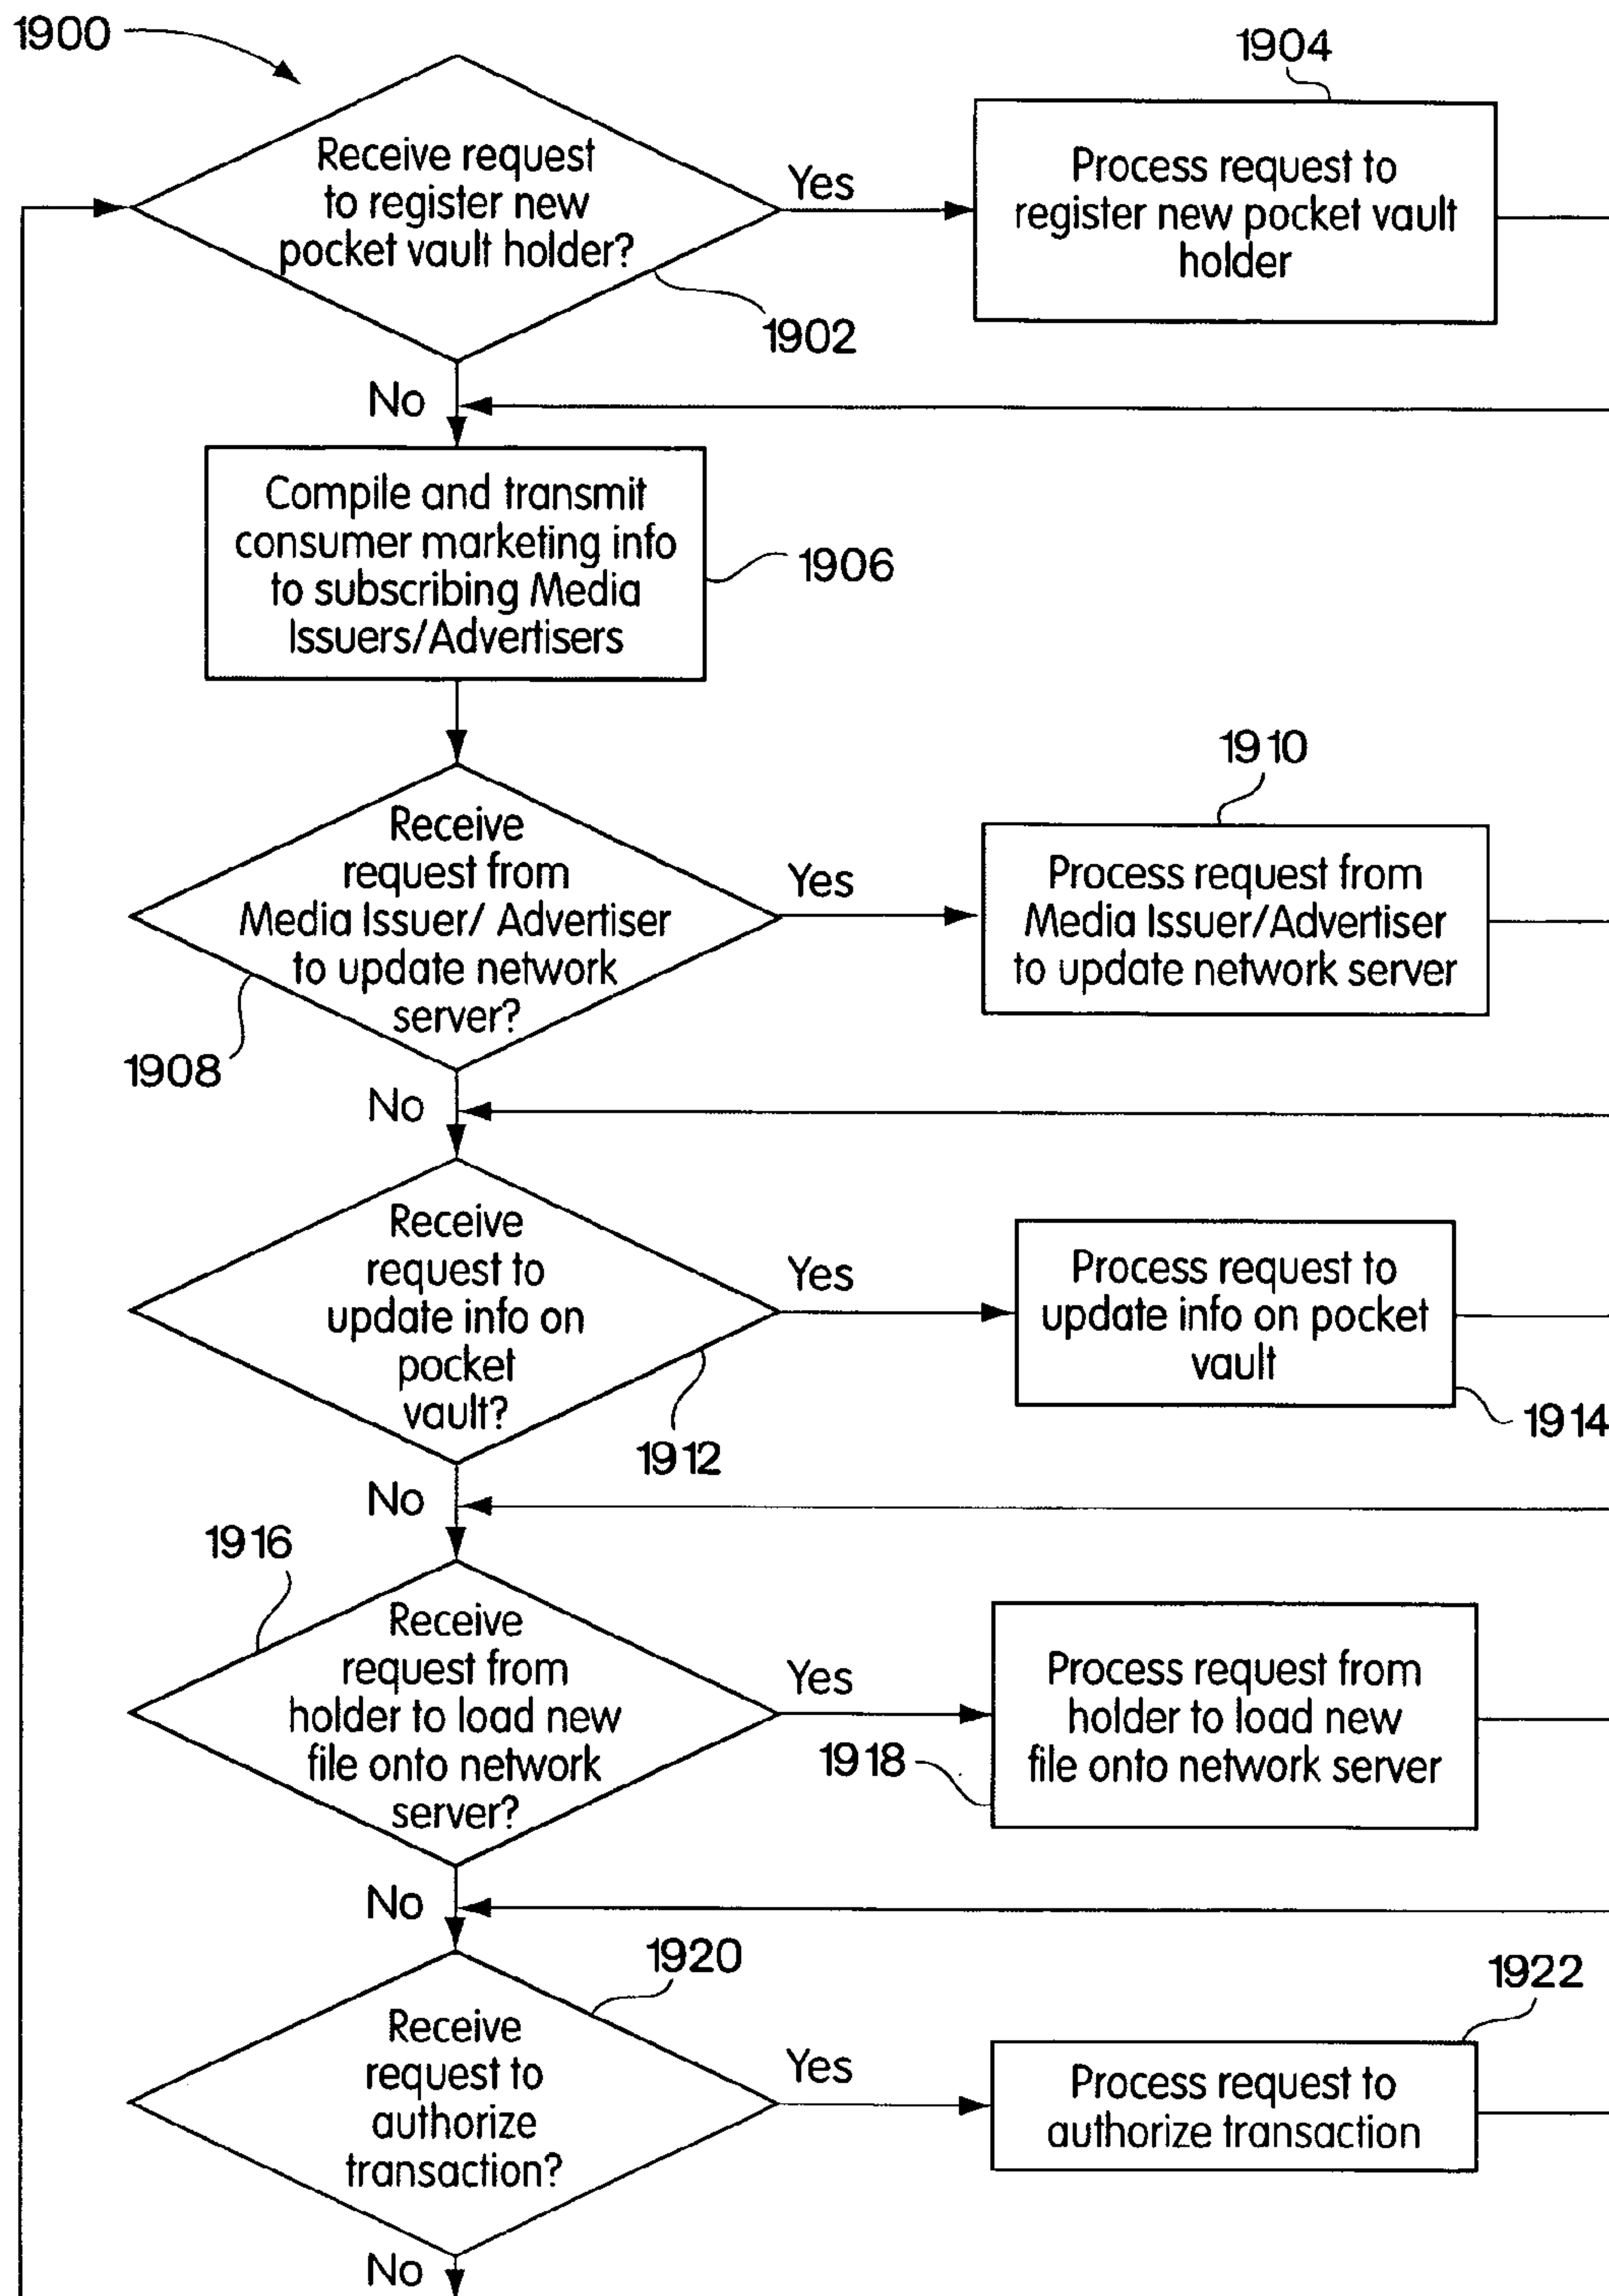 1900
Receive request
to register new
pocket vault holder?
1902
Yes
1904
Process request to
register new pocket vault
holder
No
Compile and transmit
consumer marketing info
to subscribing Media
Issuers/Advertisers
1906
Receive
request from
Media Issuer/ Advertiser
to update network
server?
1908
Yes
1910
Process request from
Media Issuer/Advertiser
to update network server
No
Receive
request to
update info on
pocket
vault?
1912
Yes
Process request to
update info on pocket
vault
1914
No
1916
Receive
request from
holder to load new
file onto network
server?
Yes
Process request from
holder to load new
file onto network server
1918
No
1920
Receive
request to
authorize
transaction?
Yes
1922
Process request to
authorize transaction
No